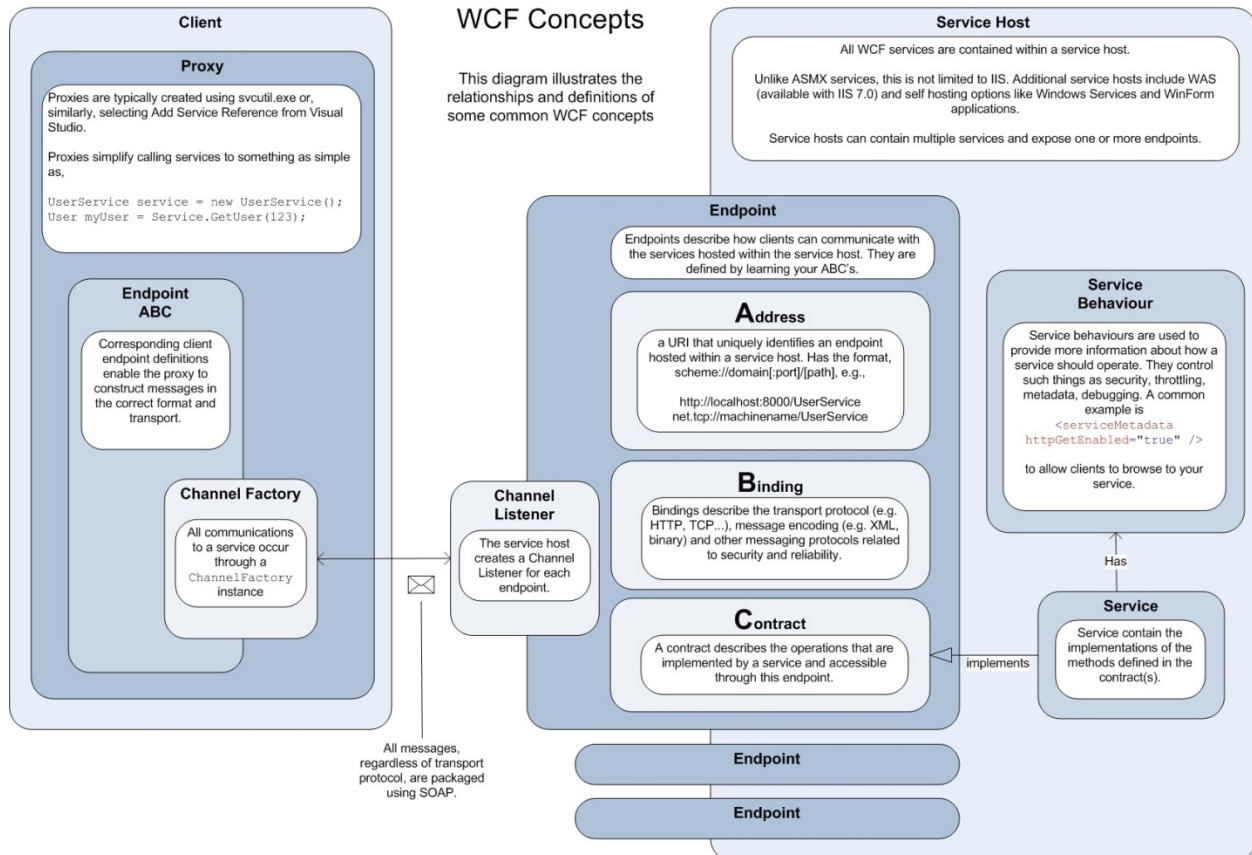 WCF Concepts
This diagram illustrates the
relationships and definitions of
some common WCF concepts
Client
Proxy
Proxies are typically created using svcutil.exe or,
similarly, selecting Add Service Reference from Visual
Studio.
Proxies simplify calling services to something as simple
as,
UserService service = new UserService();
User myUser = Service.GetUser(123);
Endpoint
ABC
Corresponding client
endpoint definitions
enable the proxy to
construct messages in
the correct format and
transport.
Channel Factory
All communications
to a service occur
through a
ChannelFactory
instance
All messages,
regardless of transport
protocol, are packaged
using SOAP.
Channel
Listener
The service host
creates a Channel
Listener for each
endpoint.
Service Host
All WCF services are contained within a service host.
Unlike ASMX services, this is not limited to IIS. Additional service hosts include WAS
(available with IIS 7.0) and self hosting options like Windows Services and WinForm
applications.
Service hosts can contain multiple services and expose one or more endpoints.
Endpoint
Endpoints describe how clients can communicate with
the services hosted within the service host. They are
defined by learning your ABC's.
Address
a URI that uniquely identifies an endpoint
hosted within a service host. Has the format,
scheme://domain[:port]/[path], e.g.,
http://localhost:8000/UserService
net.tcp://machinename/UserService
Binding
Bindings describe the transport protocol (e.g.
HTTP, TCP...), message encoding (e.g. XML,
binary) and other messaging protocols related
to security and reliability.
Contract
A contract describes the operations that are
implemented by a service and accessible
through this endpoint.
Service
Behaviour
Service behaviours are used to
provide more information about how a
service should operate. They control
such things as security, throttling,
metadata, debugging. A common
example is
<serviceMetadata
httpGetEnabled="true" />
to allow clients to browse to your
service.
Has
Service
Service contain the
implementations of the
methods defined in the
contract(s).
implements
Endpoint
Endpoint